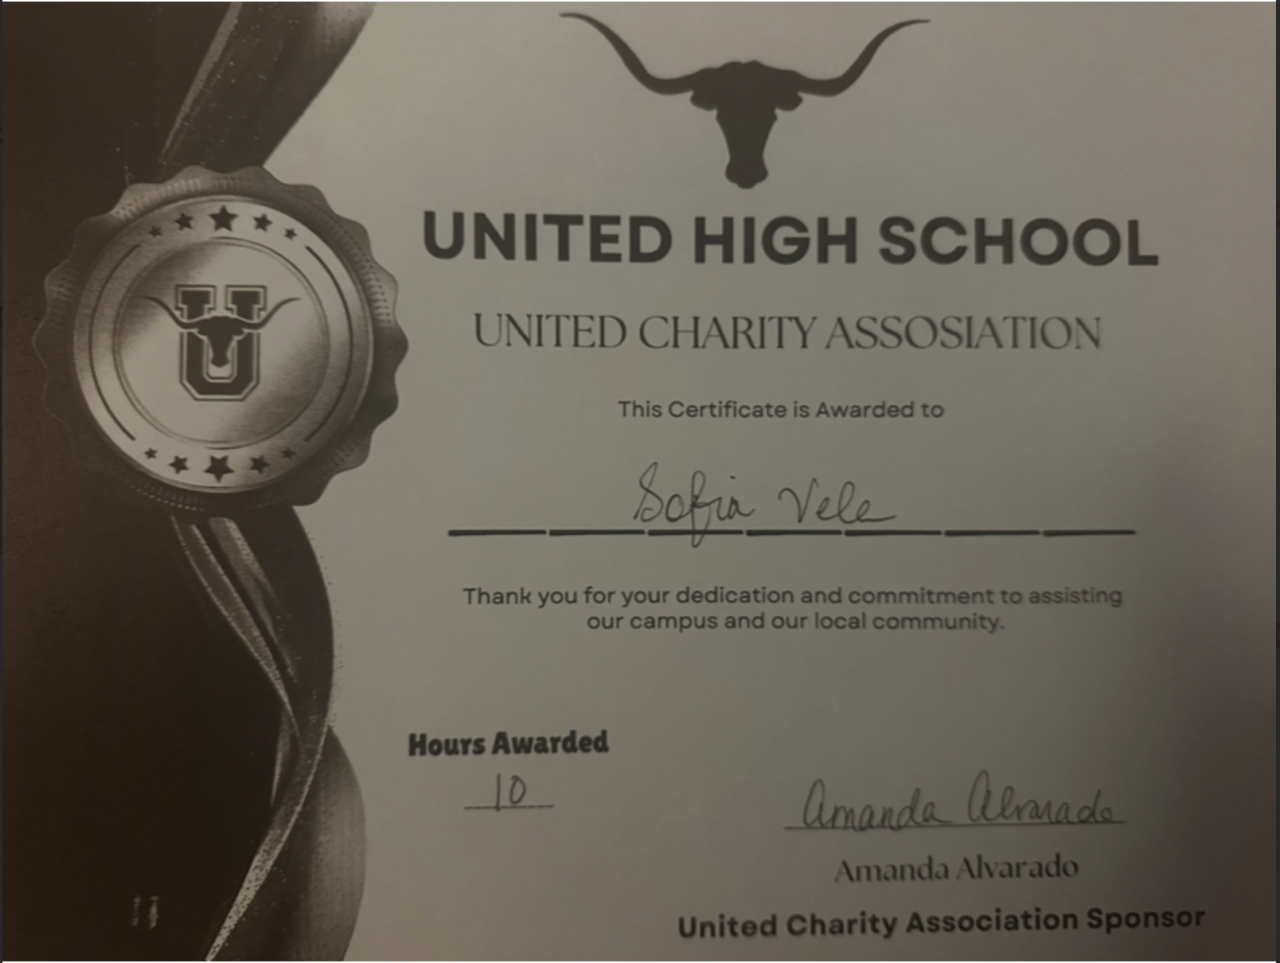 U
UNITED HIGH SCHOOL
UNITED CHARITY ASSOSIATION
This Certificate is Awarded to
Sofia Vele
Thank you for your dedication and commitment to assisting
our campus and our local community.
Hours Awarded
10
Amanda Alvarado
Amanda Alvarado
United Charity Association Sponsor